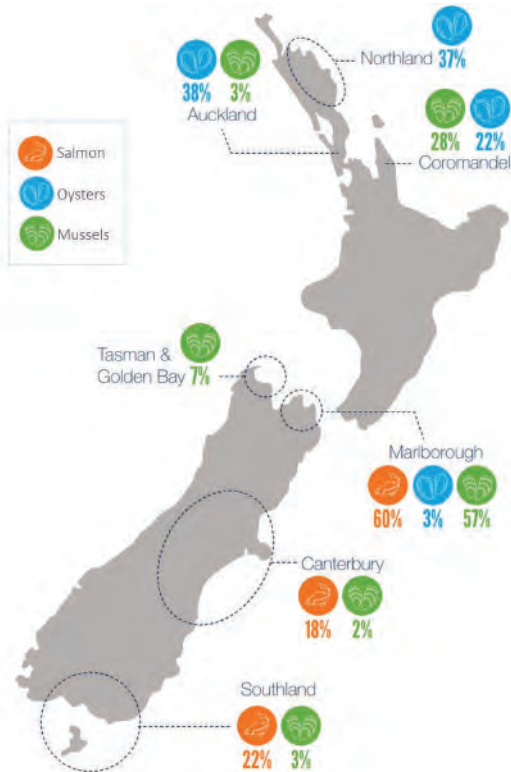 Northland 37%
38% 3%
Auckland
28% 22%
Coromandel
Salmon
Oysters
Mussels
Tasman &
Golden Bay 7%
Marlborough
60% 3% 57%
Canterbury
18% 2%
Southland
22% 3%